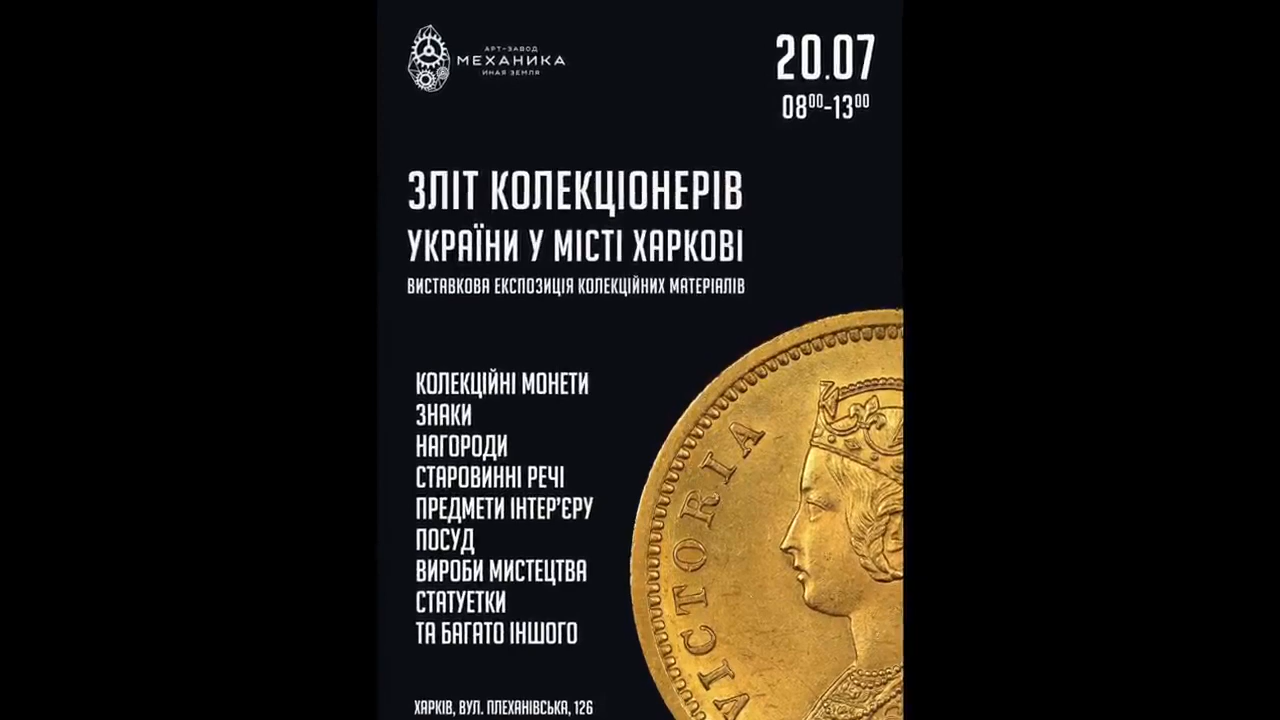 АРТ-ЗАВОД
МЕХАНИКА
ИНАЯ ЗЕМЛЯ
20.07
08⁰⁰-13⁰⁰
ЗЛІТ КОЛЕКЦІОНЕРІВ
УКРАЇНИ У МІСТІ ХАРКОВІ
ВИСТАВКОВА ЕКСПОЗИЦІЯ КОЛЕКЦІЙНИХ МАТЕРІАЛІВ
КОЛЕКЦІЙНІ МОНЕТИ
ЗНАКИ
НАГОРОДИ
СТАРОВИННІ РЕЧІ
ПРЕДМЕТИ ІНТЕР'ЄРУ
ПОСУД
ВИРОБИ МИСТЕЦТВА
СТАТУЕТКИ
ТА БАГАТО ІНШОГО
VICTORIA
ХАРКІВ, ВУЛ. ПЛЕХАНІВСЬКА, 126